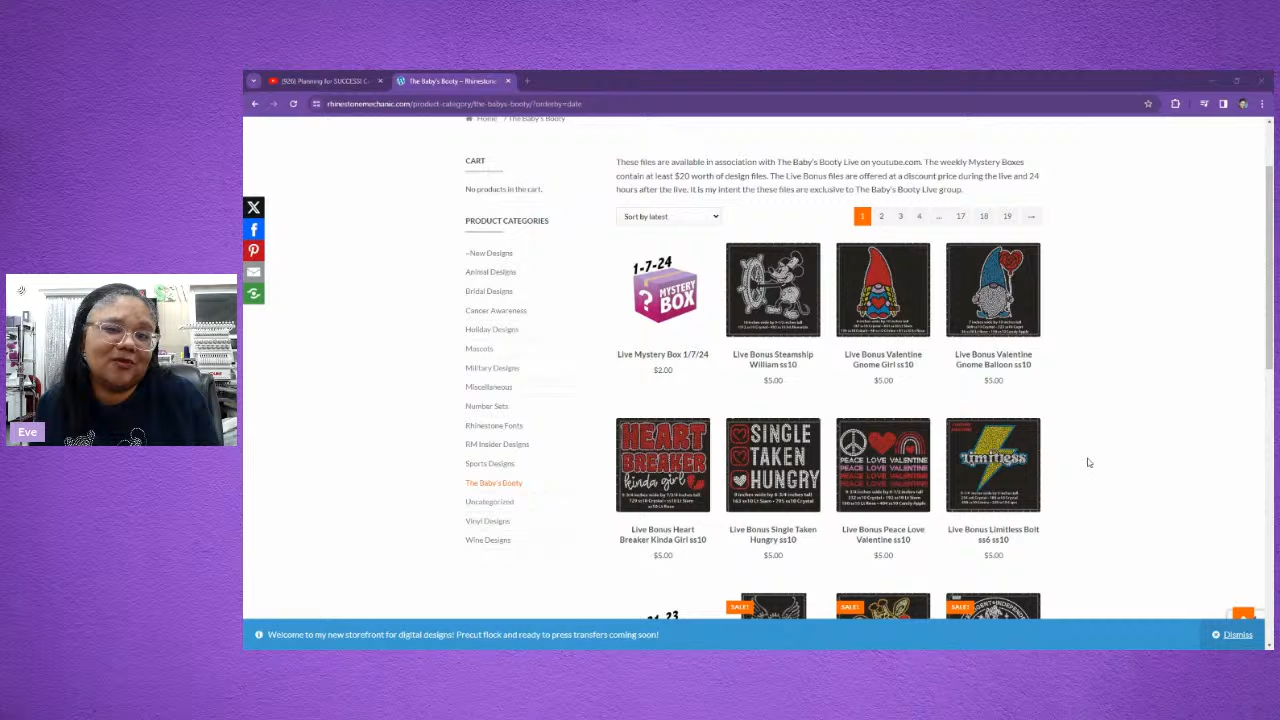 (926) Planning for SUCCESS! C
The Baby's Booty – Rhinestone
rhinestonemechanic.com/product-category/the-babys-booty/?orderby=date
Home / The Baby's Booty
CART
No products in the cart.
PRODUCT CATEGORIES
~New Designs
Animal Designs
Bridal Designs
Cancer Awareness
Holiday Designs
Mascots
Military Designs
Miscellaneous
Number Sets
Rhinestone Fonts
RM Insider Designs
Sports Designs
The Baby's Booty
Uncategorized
Vinyl Designs
Wine Designs
These files are available in association with The Baby's Booty Live on youtube.com. The weekly Mystery Boxes
contain at least $20 worth of design files. The Live Bonus files are offered at a discount price during the live and 24
hours after the live. It is my intent the these files are exclusive to The Baby's Booty Live group.
Sort by latest
1 2 3 4 ... 17 18 19 →
1-7-24
? MYSTERY
BOX
Live Mystery Box 1/7/24
$2.00
Live Bonus Steamship
William ss10
$5.00
Live Bonus Valentine
Gnome Girl ss10
$5.00
Live Bonus Valentine
Gnome Balloon ss10
$5.00
HEART
BREAKER
kinda girl
Live Bonus Heart
Breaker Kinda Girl ss10
$5.00
SINGLE
TAKEN
HUNGRY
Live Bonus Single Taken
Hungry ss10
$5.00
PEACE LOVE VALENTINE
PEACE LOVE VALENTINE
PEACE LOVE VALENTINE
PEACE LOVE VALENTINE
Live Bonus Peace Love
Valentine ss10
$5.00
Limitless
Live Bonus Limitless Bolt
ss6 ss10
$5.00
SALE!
SALE!
SALE!
Welcome to my new storefront for digital designs! Precut flock and ready to press transfers coming soon!
Dismiss
Eve